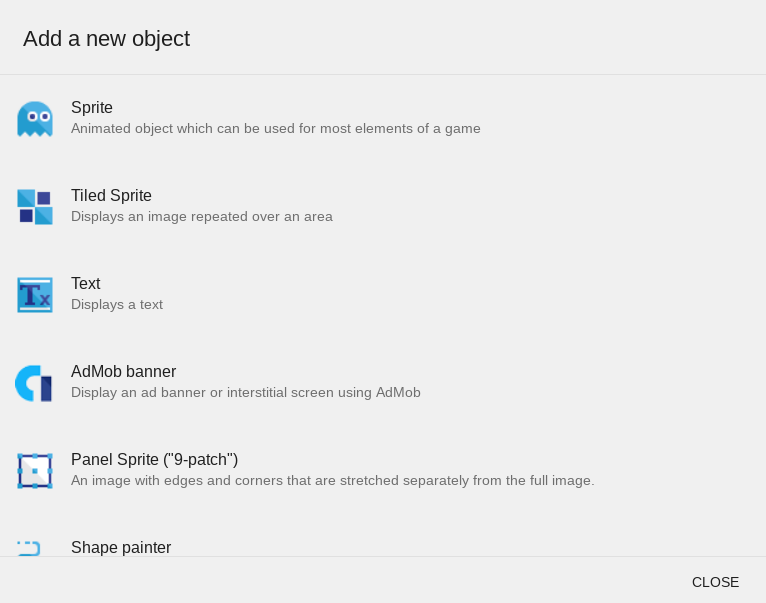 Add a new object
Sprite
Animated object which can be used for most elements of a game
Tiled Sprite
Displays an image repeated over an area
Tx
Text
Displays a text
AdMob banner
Display an ad banner or interstitial screen using AdMob
Panel Sprite ("9-patch")
An image with edges and corners that are stretched separately from the full image.
Shape painter
CLOSE